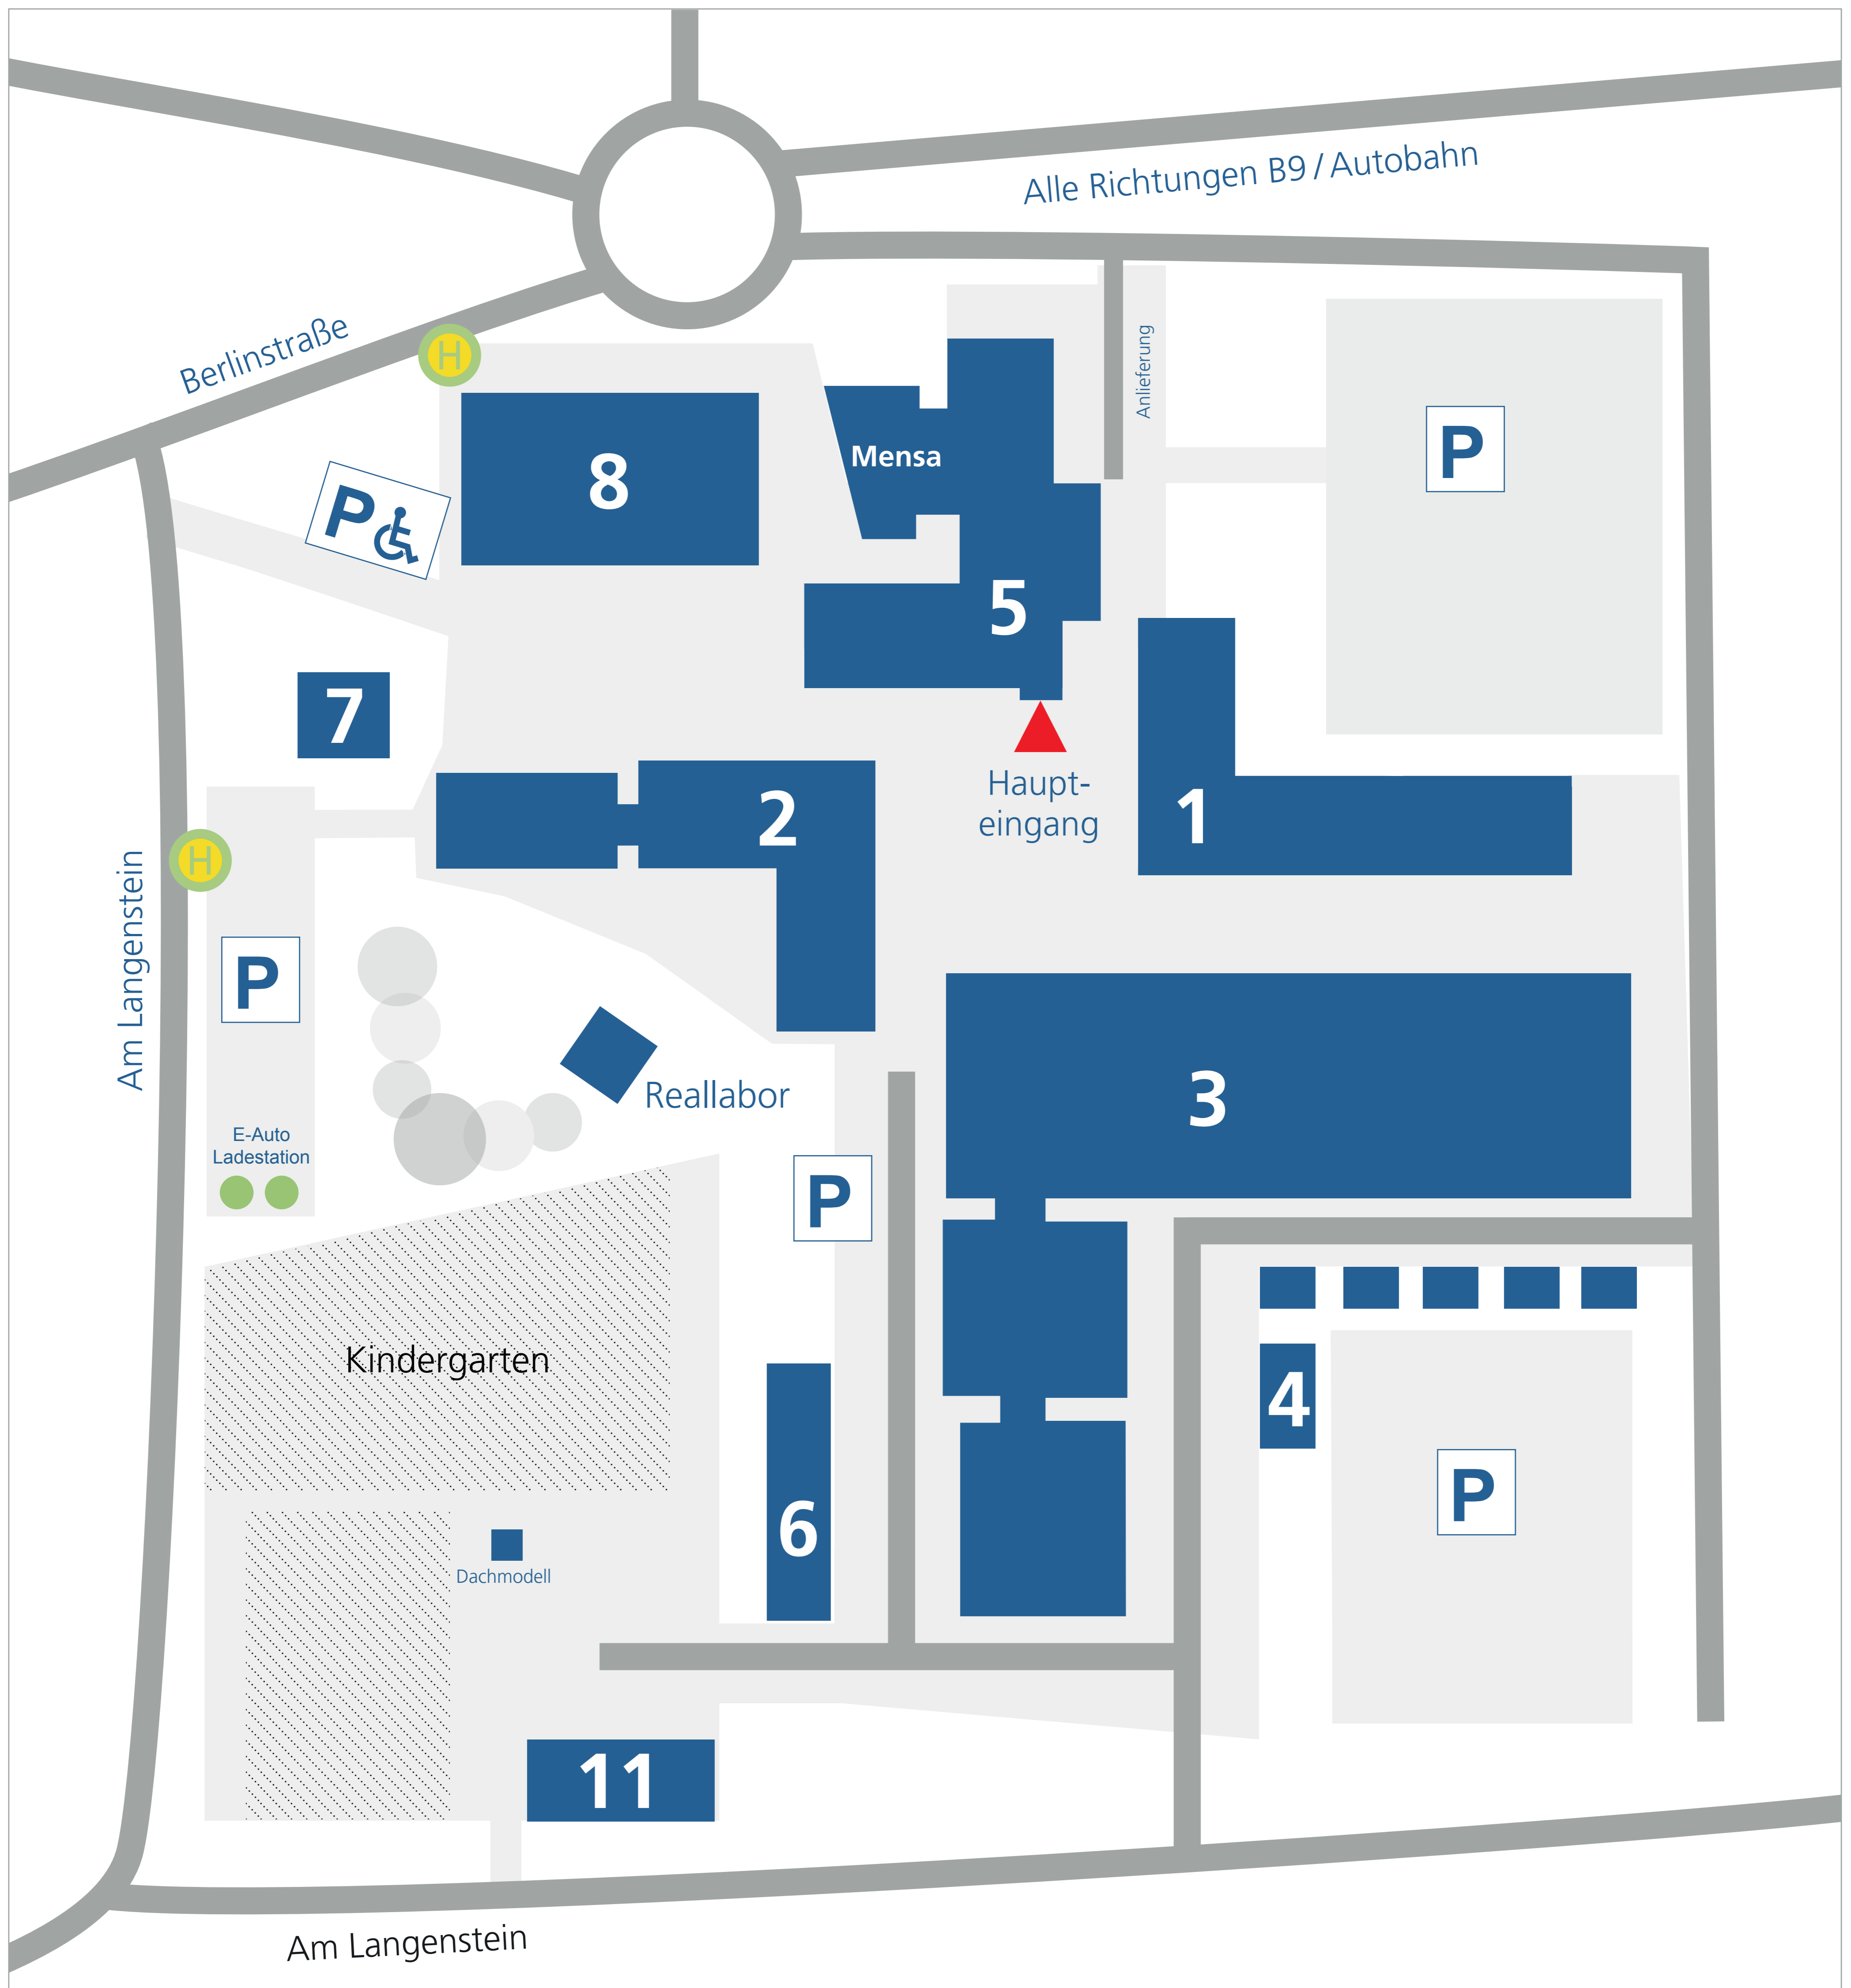 Alle Richtungen B9 / Autobahn
Berlinstraße
H
Anlieferung
P
Mensa
8
P
5
7
Haupt-
eingang
2
1
H
Am Langenstein
P
Reallabor
3
E-Auto
Ladestation
P
Kindergarten
4
P
6
Dachmodell
11
Am Langenstein